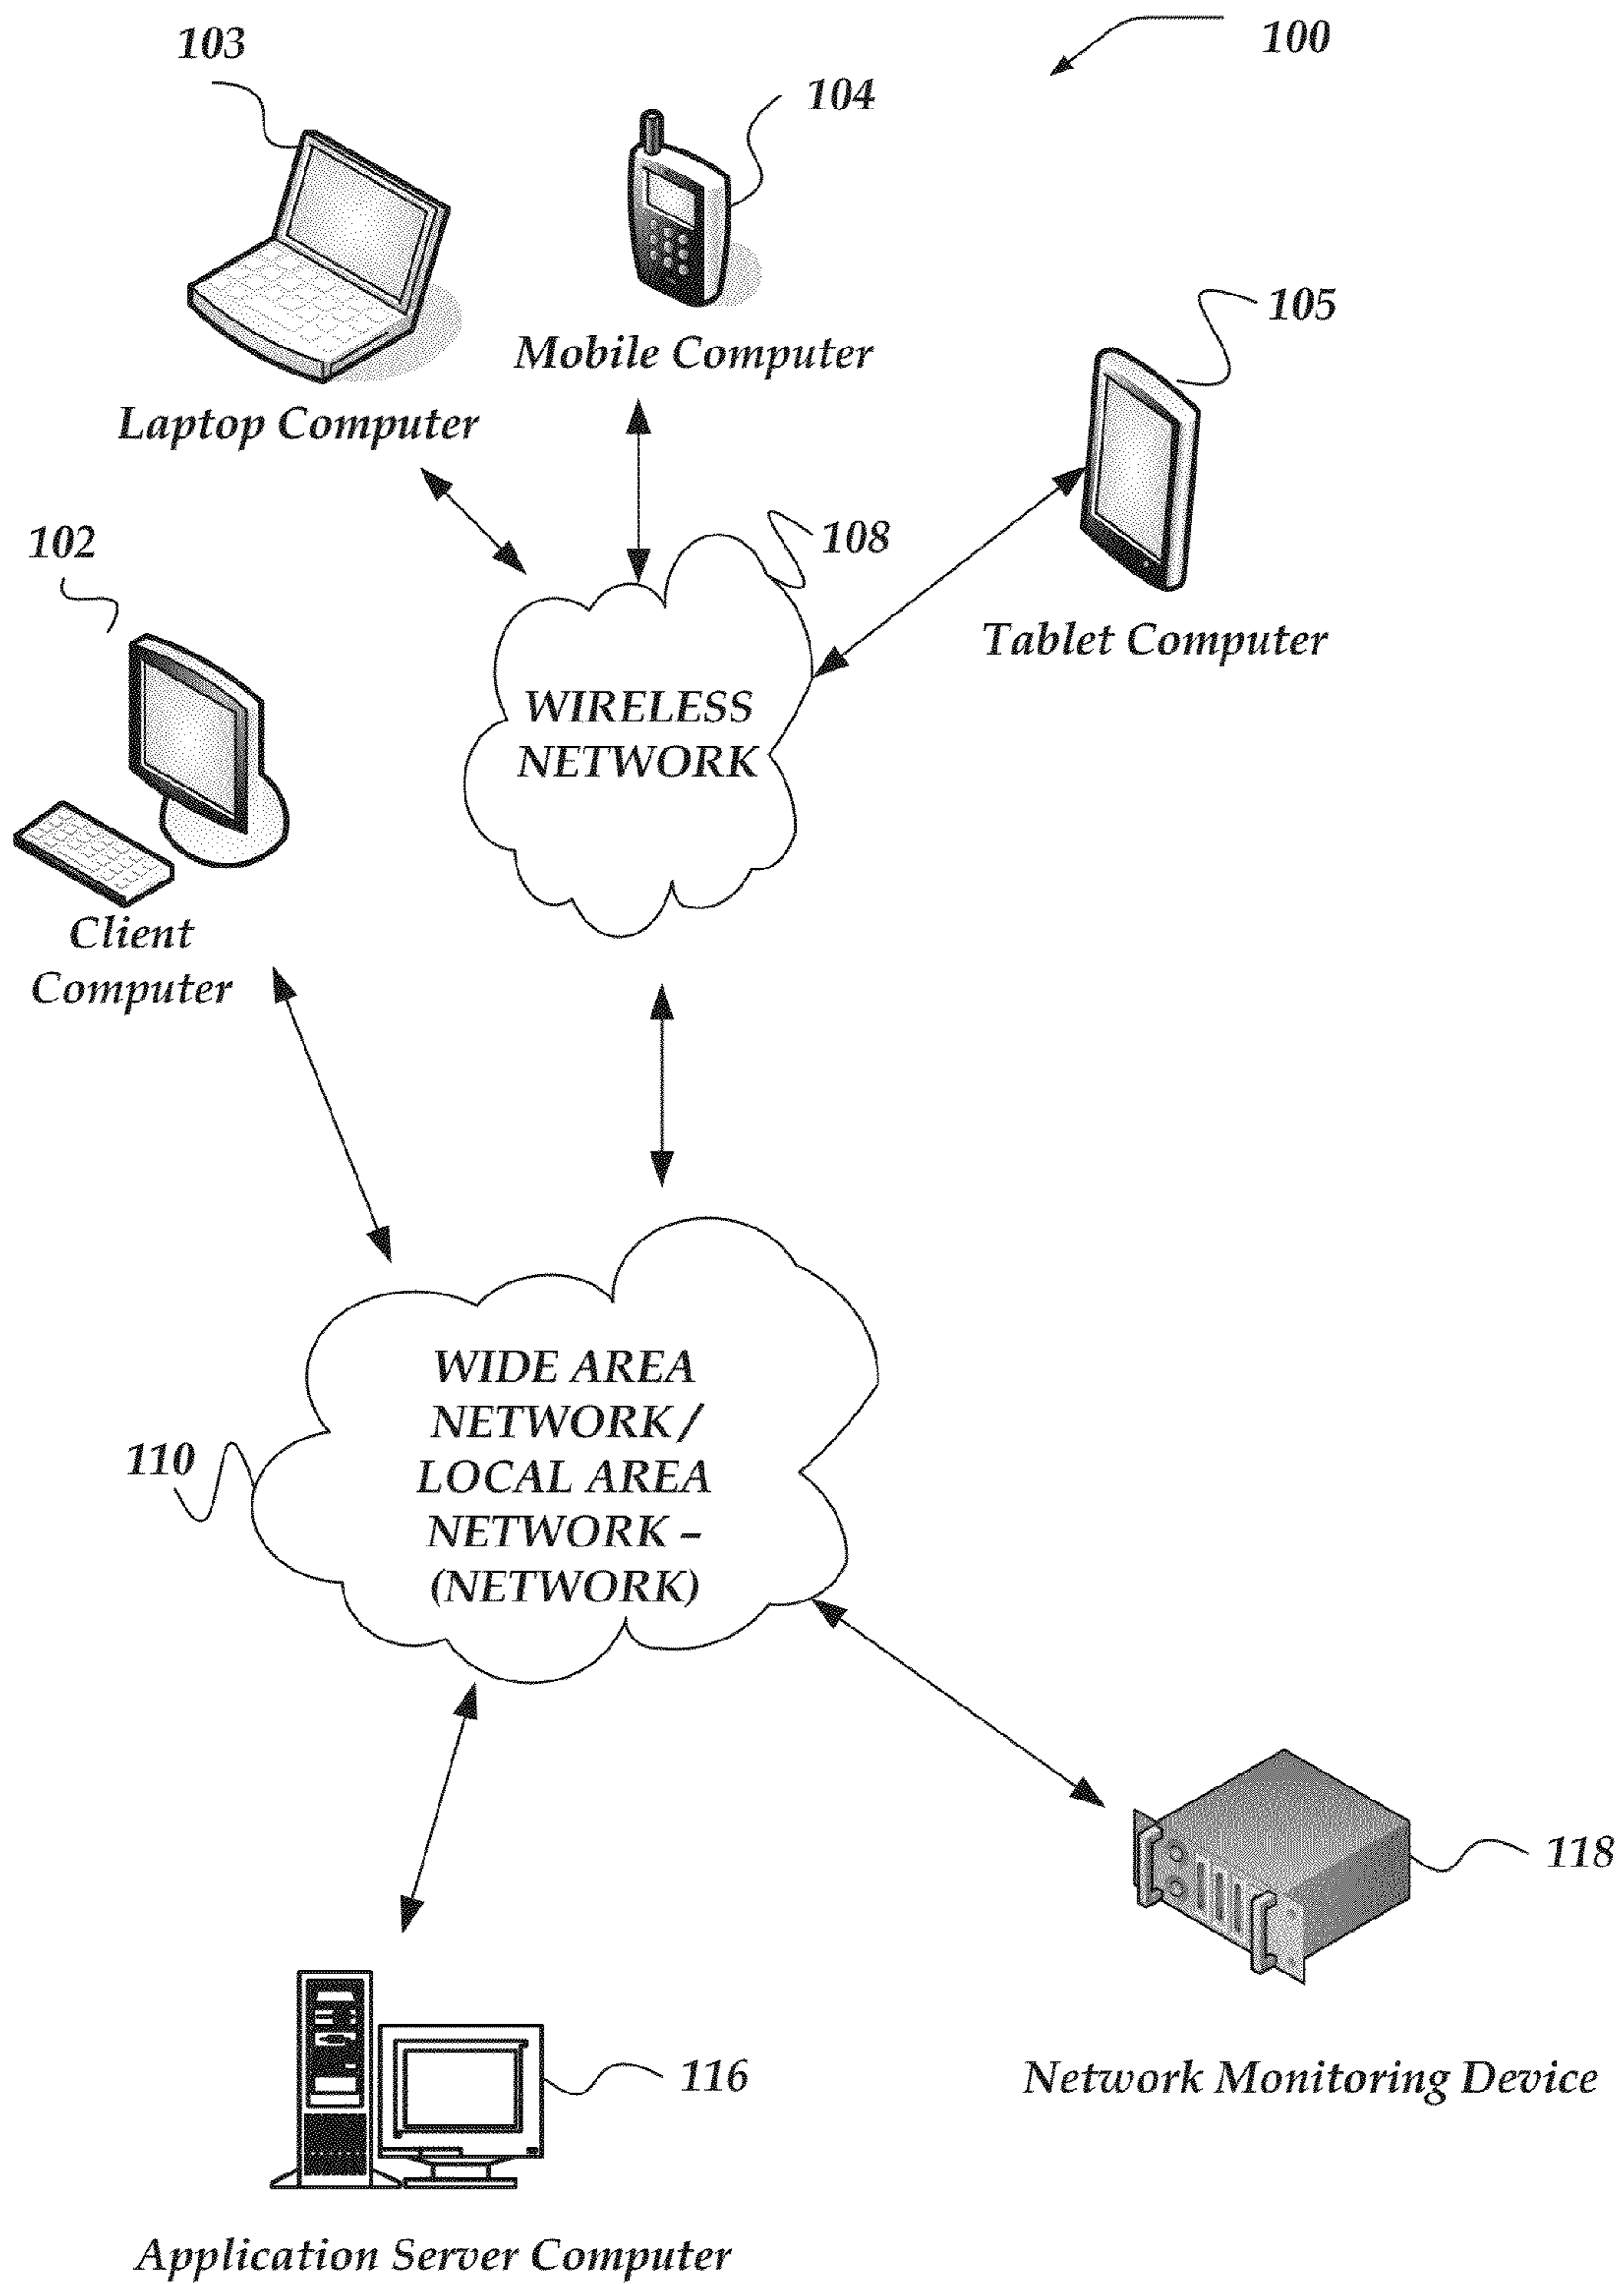 100
103
104
Mobile Computer
105
Laptop Computer
102
108
Tablet Computer
WIRELESS
NETWORK
Client
Computer
WIDE AREA
NETWORK /
LOCAL AREA
NETWORK –
(NETWORK)
110
118
116
Network Monitoring Device
Application Server Computer